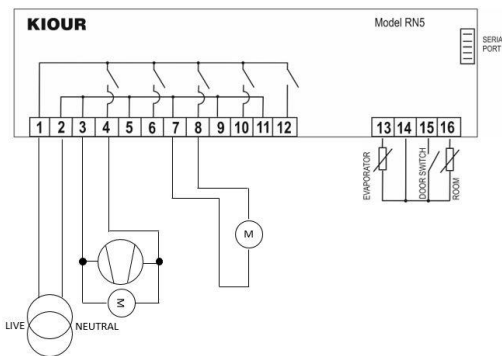 KIOUR
Model RN5
SERIA
PORT
1 2 3 4 5 6 7 8 9 10 11 12
13 14 15 16
EVAPORATOR
DOOR SWITCH
ROOM
M
M
LIVE
NEUTRAL